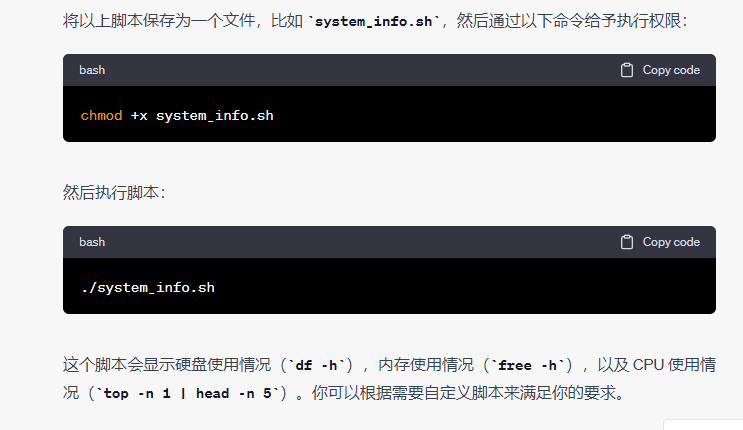 将以上脚本保存为一个文件，比如 `system_info.sh`，然后通过以下命令给予执行权限：
bash Copy code
chmod +x system_info.sh
然后执行脚本：
bash Copy code
./system_info.sh
这个脚本会显示硬盘使用情况（`df -h`），内存使用情况（`free -h`），以及 CPU 使用情
况（`top -n 1 | head -n 5`）。你可以根据需要自定义脚本来满足你的要求。